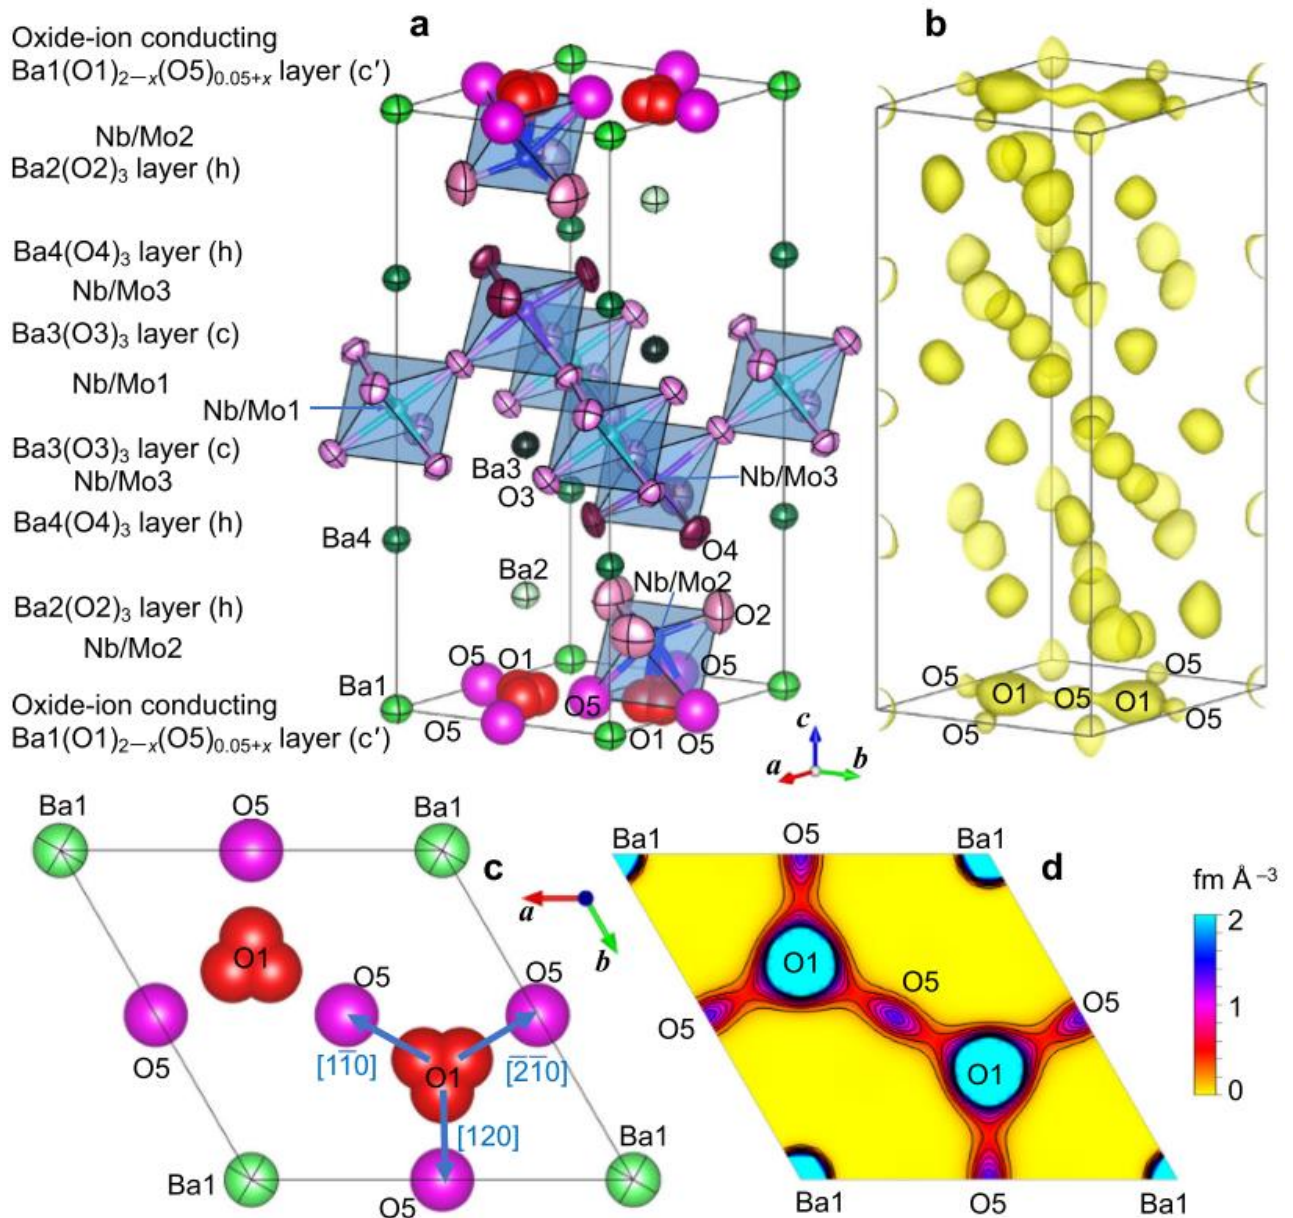 a
b
Oxide-ion conducting
Ba1(O1)2−x(O5)0.05+x layer (c′)
Nb/Mo2
Ba2(O2)3 layer (h)
Ba4(O4)3 layer (h)
Nb/Mo3
Ba3(O3)3 layer (c)
Nb/Mo1
Nb/Mo1
Ba3(O3)3 layer (c)
Nb/Mo3
Ba4(O4)3 layer (h)
Ba2(O2)3 layer (h)
Nb/Mo2
Oxide-ion conducting
Ba1(O1)2−x(O5)0.05+x layer (c′)
Ba3
O3
Nb/Mo3
Ba4
O4
Ba2
Nb/Mo2
O2
O5
O1
O5
Ba1
O5
O5
O1
O5
c
a
b
O5
O5
O1
O5
O1
O5
O5
Ba1
O5
Ba1
c
O1
O5
O5
O5
[11̅0]
[2̅1̅0]
O1
[120]
Ba1
Ba1
O5
a
b
Ba1
O5
Ba1
d
fm Å−3
2
1
0
O1
O5
O5
O5
O1
Ba1
O5
Ba1